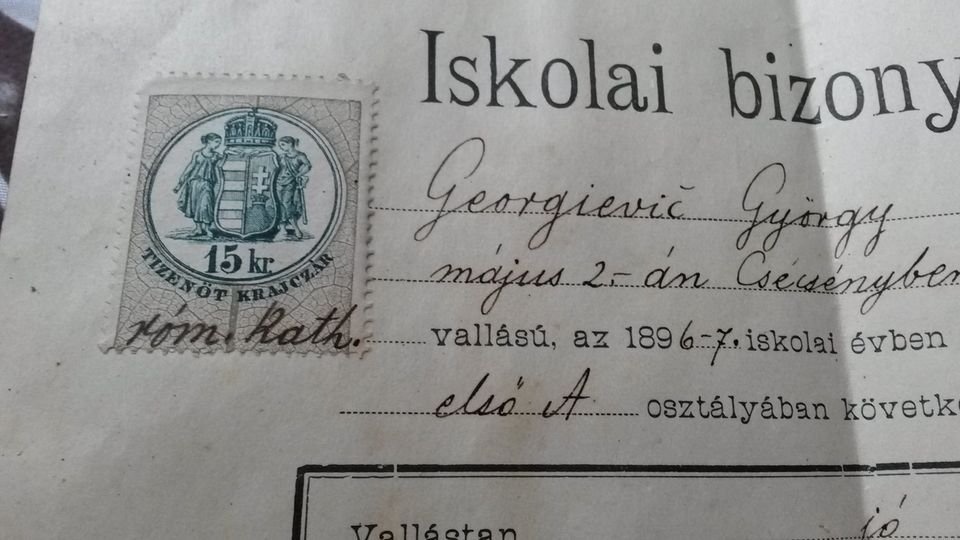 Iskolai bizony
15 kr.
TIZENÖT KRAJCZÁR
Georgievič György
május 2.-án Csécsényben
róm. kath. vallású, az 1896-7. iskolai évben
első A osztályában követke
Vallástan jó